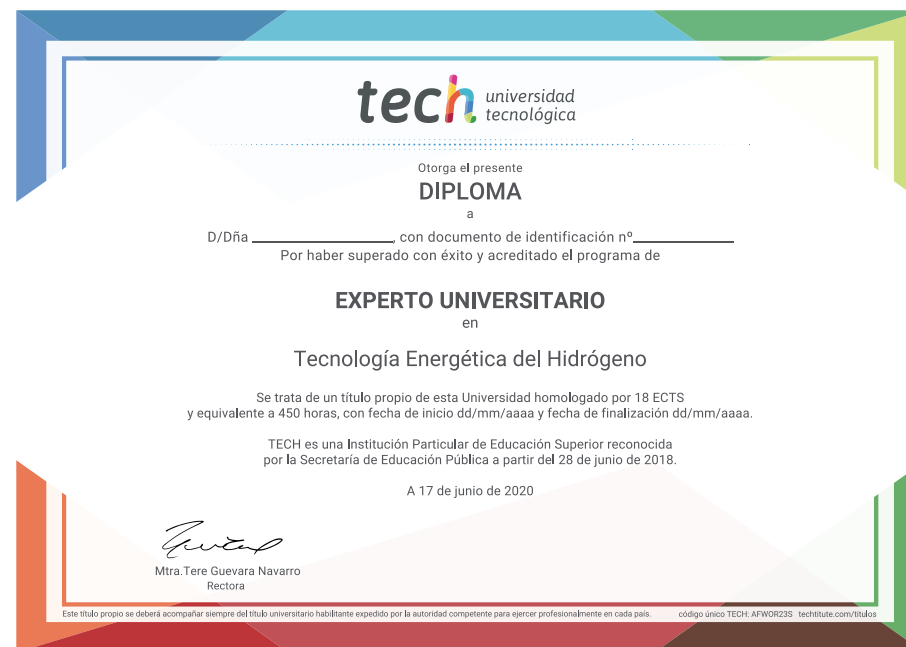 tech universidad
tecnológica
Otorga el presente
DIPLOMA
a
D/Dña ____________________, con documento de identificación nº______________
Por haber superado con éxito y acreditado el programa de
EXPERTO UNIVERSITARIO
en
Tecnología Energética del Hidrógeno
Se trata de un título propio de esta Universidad homologado por 18 ECTS
y equivalente a 450 horas, con fecha de inicio dd/mm/aaaa y fecha de finalización dd/mm/aaaa.
TECH es una Institución Particular de Educación Superior reconocida
por la Secretaría de Educación Pública a partir del 28 de junio de 2018.
A 17 de junio de 2020
Mtra.Tere Guevara Navarro
Rectora
Este título propio se deberá acompañar siempre del título universitario habilitante expedido por la autoridad competente para ejercer profesionalmente en cada país. código único TECH: AFWOR23S techtitute.com/titulos